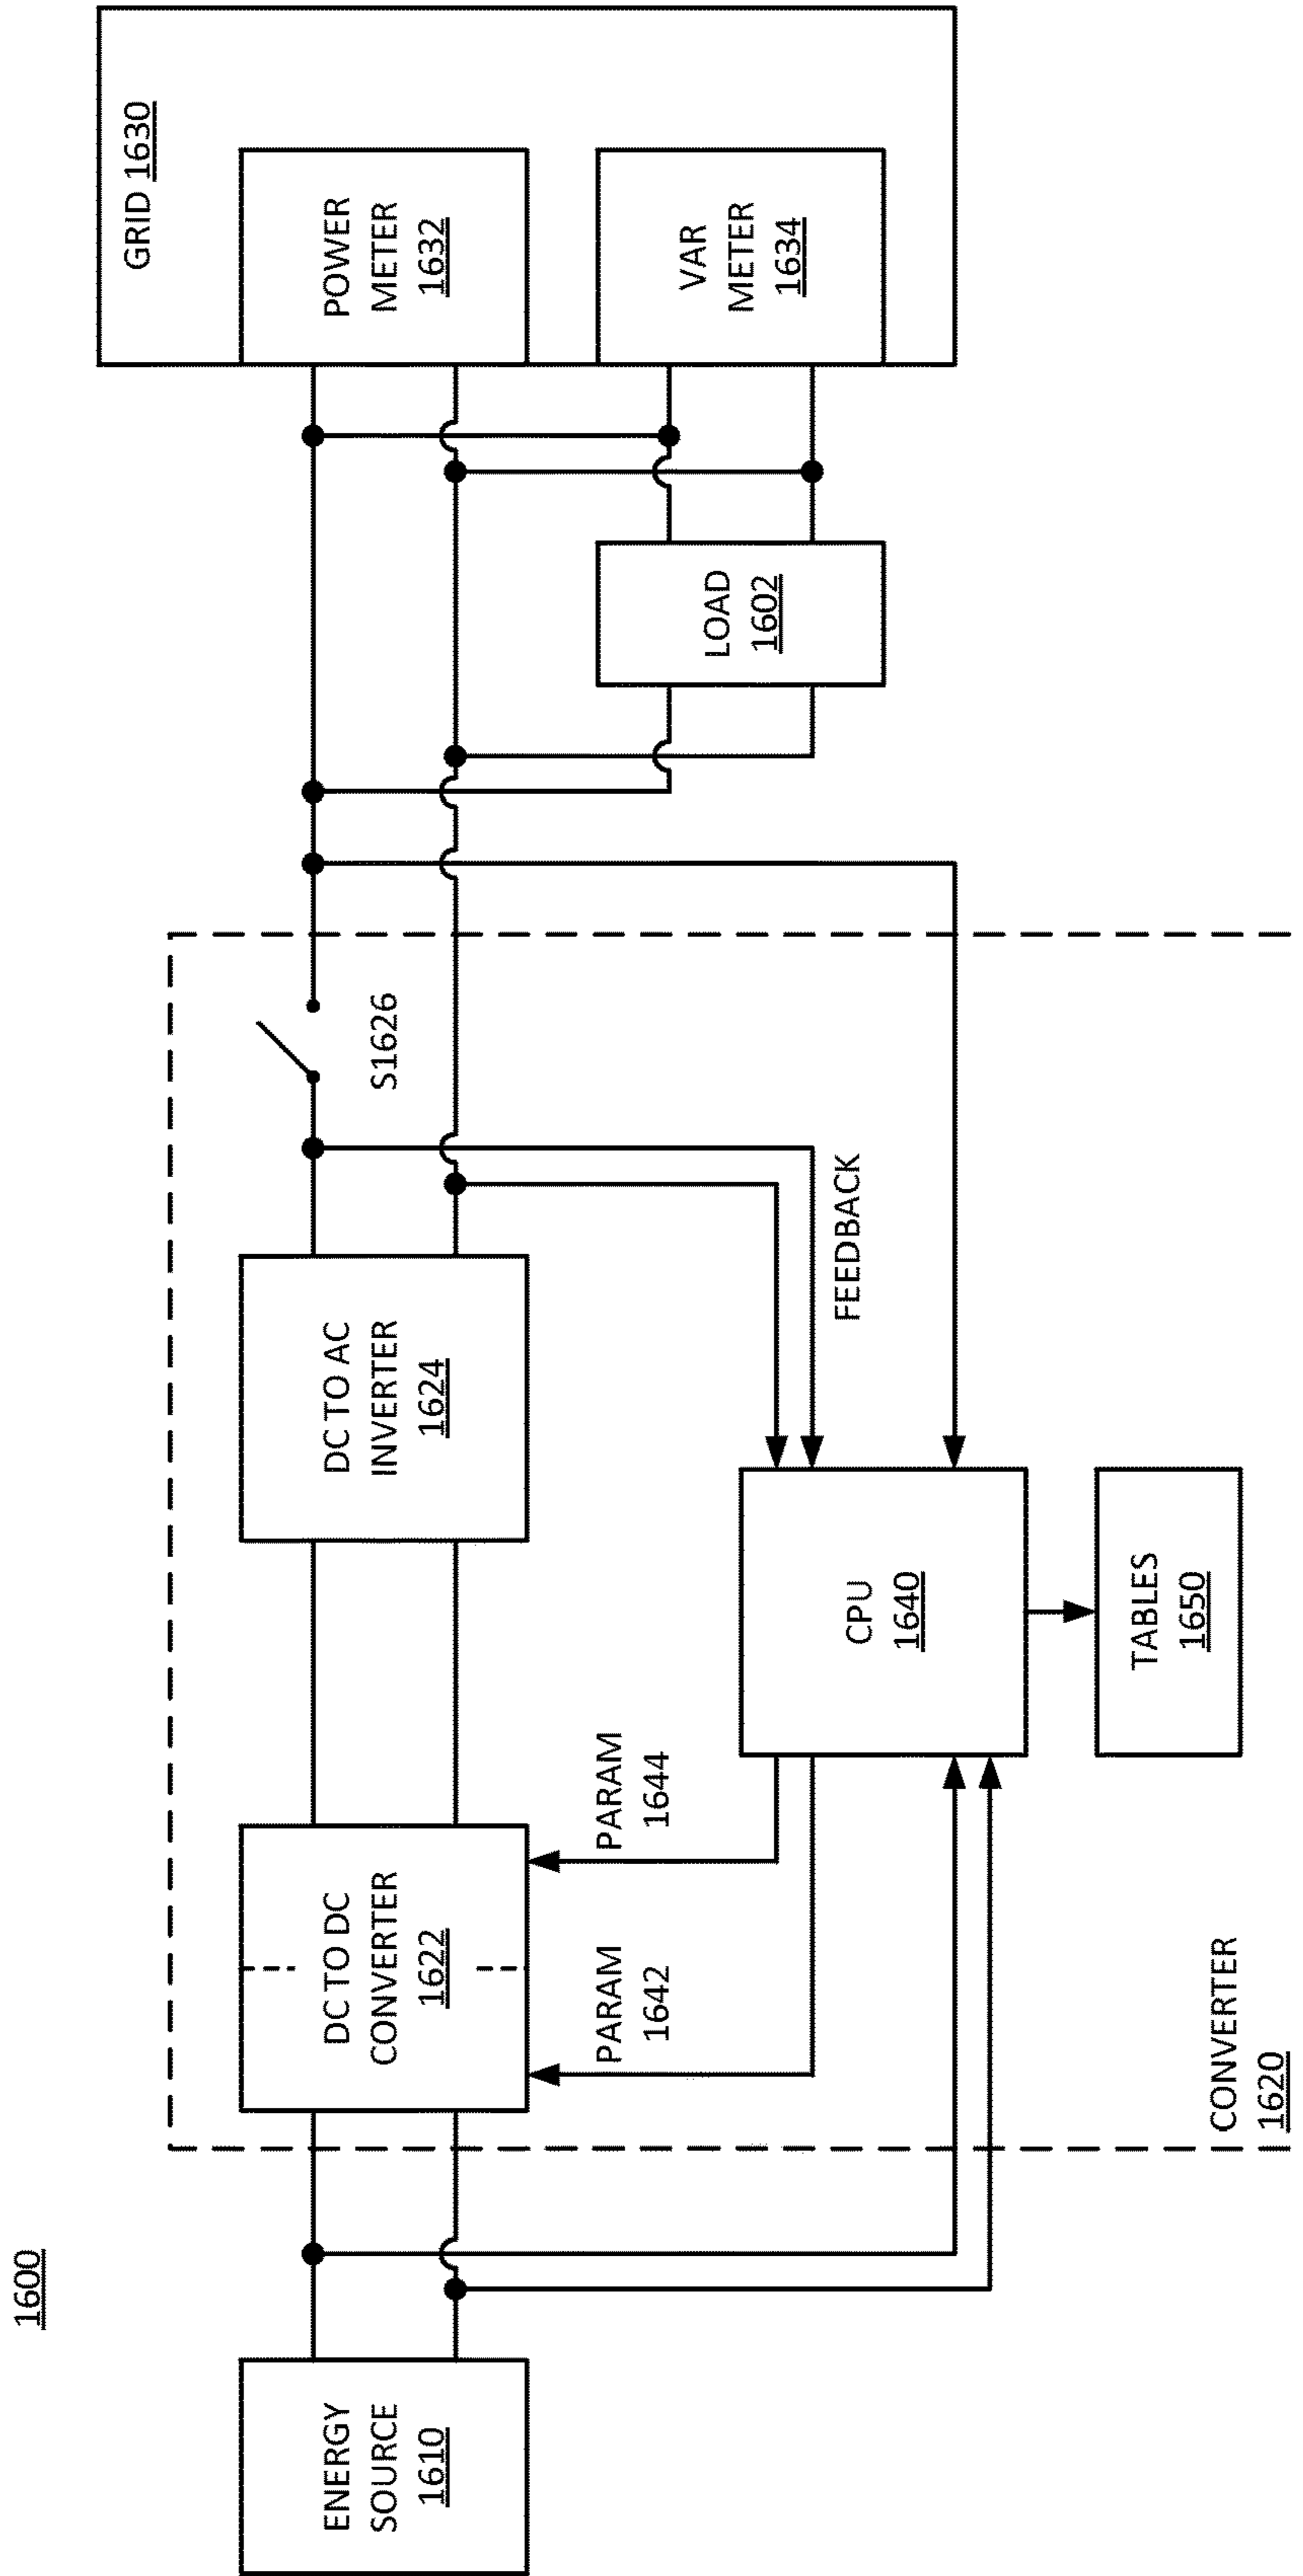 1600
ENERGY
SOURCE
1610
DC TO DC
CONVERTER
1622
DC TO AC
INVERTER
1624
S1626
GRID 1630
POWER
METER
1632
VAR
METER
1634
LOAD
1602
PARAM
1642
PARAM
1644
FEEDBACK
CPU
1640
TABLES
1650
CONVERTER
1620